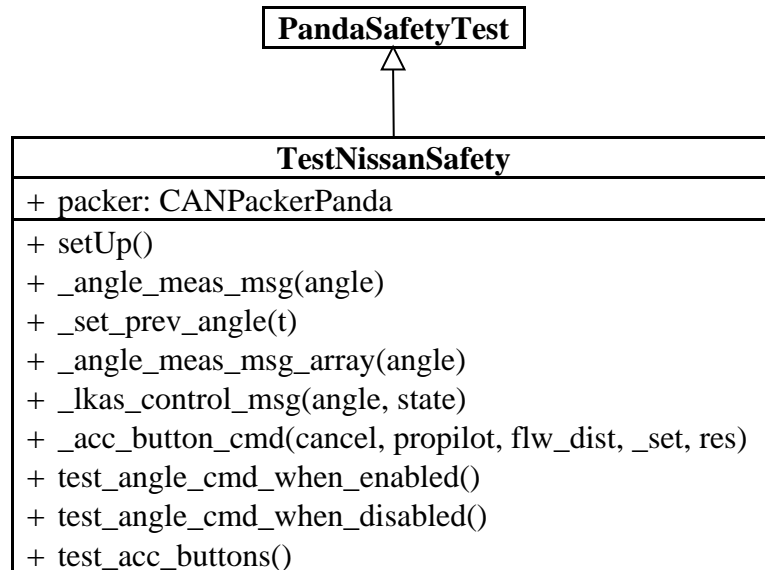 PandaSafetyTest
TestNissanSafety
+ packer: CANPackerPanda
+ setUp()
+ _angle_meas_msg(angle)
+ _set_prev_angle(t)
+ _angle_meas_msg_array(angle)
+ _lkas_control_msg(angle, state)
+ _acc_button_cmd(cancel, propilot, flw_dist, _set, res)
+ test_angle_cmd_when_enabled()
+ test_angle_cmd_when_disabled()
+ test_acc_buttons()